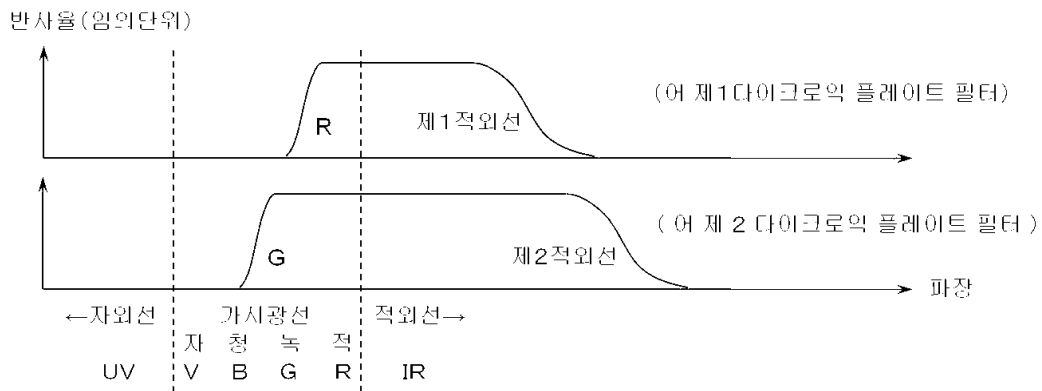 반사율(임의단위)
(어 제1다이크로익 플레이트 필터)
R
제1적외선
( 어 제 2 다이크로익 플레이트 필터 )
G
제2적외선
파장
←자외선 가시광선 적외선→
자 청 녹 적
UV V B G R IR